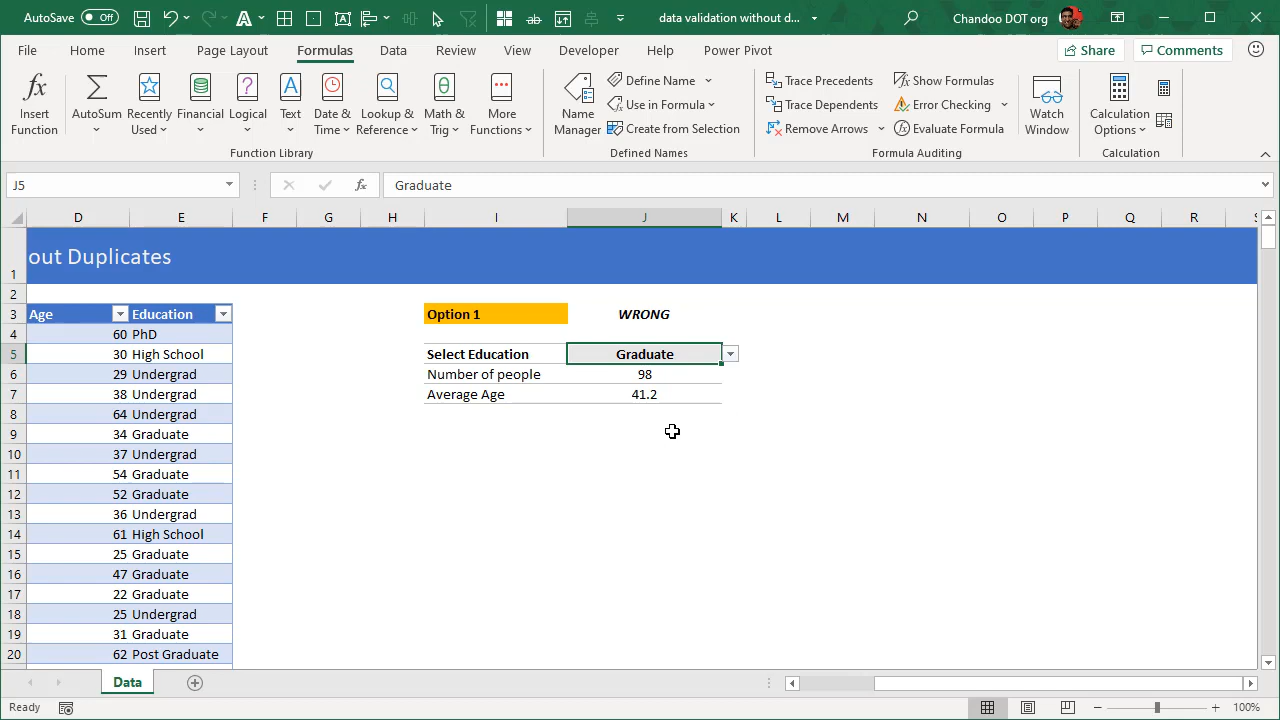 AutoSave Off data validation without d... Chandoo DOT org
File Home Insert Page Layout Formulas Data Review View Developer Help Power Pivot Share Comments
Insert Function
AutoSum
Recently Used
Financial
Logical
Text
Date & Time
Lookup & Reference
Math & Trig
More Functions
Function Library
Name Manager
Define Name
Use in Formula
Create from Selection
Defined Names
Trace Precedents
Trace Dependents
Remove Arrows
Show Formulas
Error Checking
Evaluate Formula
Formula Auditing
Watch Window
Calculation Options
Calculation
J5 fx Graduate
D E F G H I J K L M N O P Q R
1 out Duplicates
2
3 Age Education Option 1 WRONG
4 60 PhD
5 30 High School Select Education Graduate
6 29 Undergrad Number of people 98
7 38 Undergrad Average Age 41.2
8 64 Undergrad
9 34 Graduate
10 37 Undergrad
11 54 Graduate
12 52 Graduate
13 36 Undergrad
14 61 High School
15 25 Graduate
16 47 Graduate
17 22 Graduate
18 25 Undergrad
19 31 Graduate
20 62 Post Graduate
Data
Ready 100%